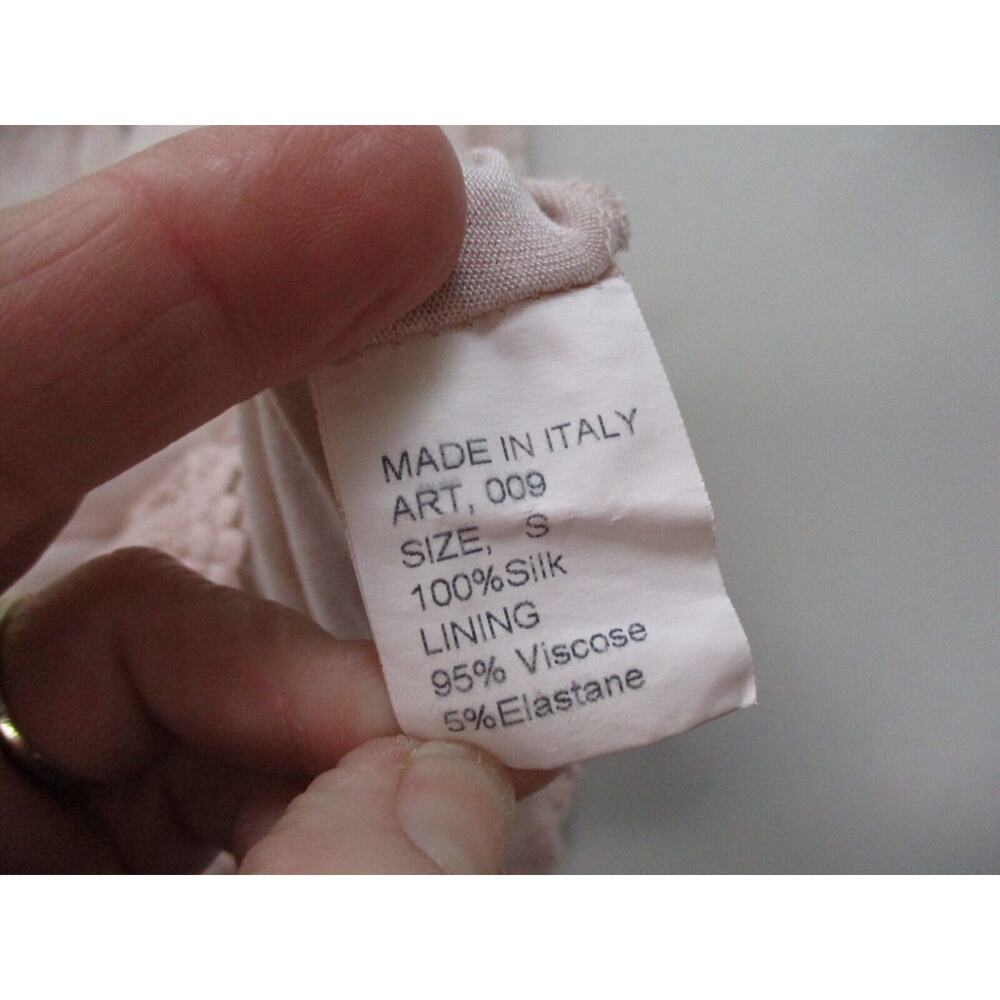 MADE IN ITALY
ART, 009
SIZE, S
100%Silk
LINING
95% Viscose
5%Elastane